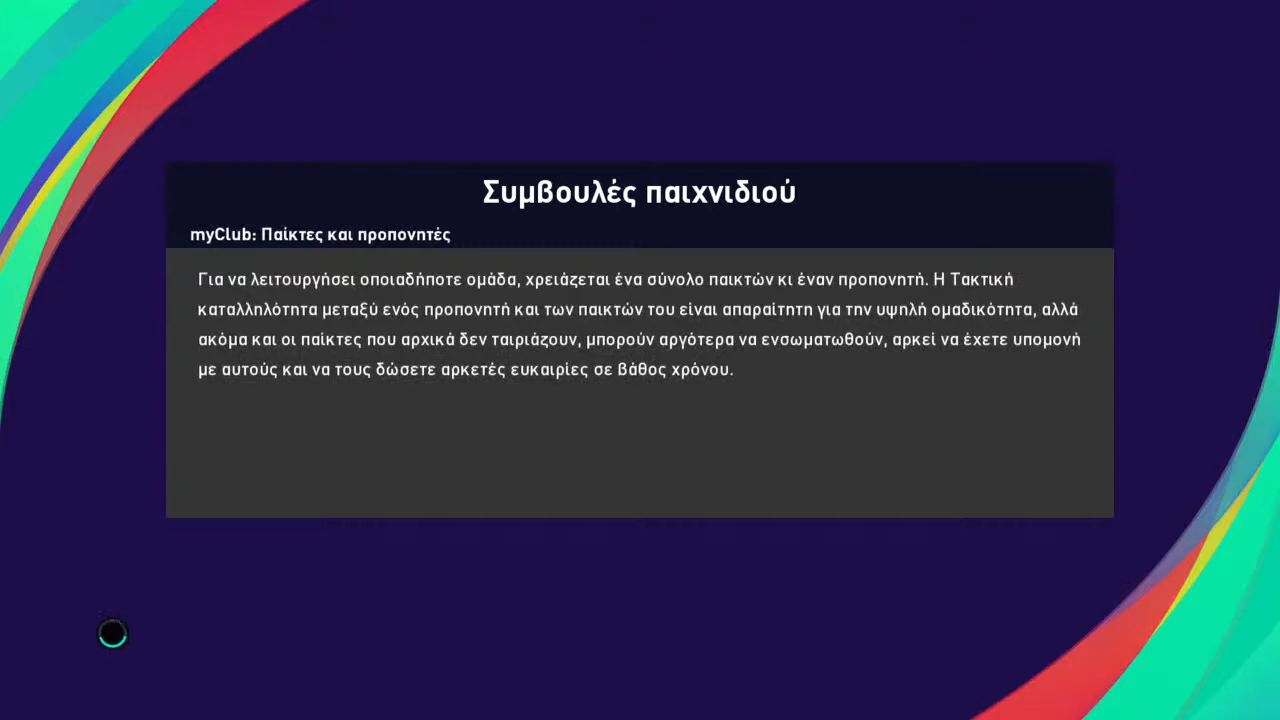 Συμβουλές παιχνιδιού
myClub: Παίκτες και προπονητές
Για να λειτουργήσει οποιαδήποτε ομάδα, χρειάζεται ένα σύνολο παικτών κι έναν προπονητή. Η Τακτική
καταλληλότητα μεταξύ ενός προπονητή και των παικτών του είναι απαραίτητη για την υψηλή ομαδικότητα, αλλά
ακόμα και οι παίκτες που αρχικά δεν ταιριάζουν, μπορούν αργότερα να ενσωματωθούν, αρκεί να έχετε υπομονή
με αυτούς και να τους δώσετε αρκετές ευκαιρίες σε βάθος χρόνου.